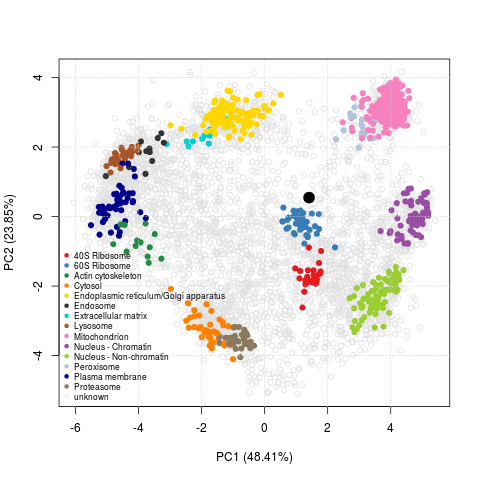 4
2
0
-2
-4
PC2 (23.85%)
40S Ribosome
60S Ribosome
Actin cytoskeleton
Cytosol
Endoplasmic reticulum/Golgi apparatus
Endosome
Extracellular matrix
Lysosome
Mitochondrion
Nucleus - Chromatin
Nucleus - Non-chromatin
Peroxisome
Plasma membrane
Proteasome
unknown
-6 -4 -2 0 2 4
PC1 (48.41%)